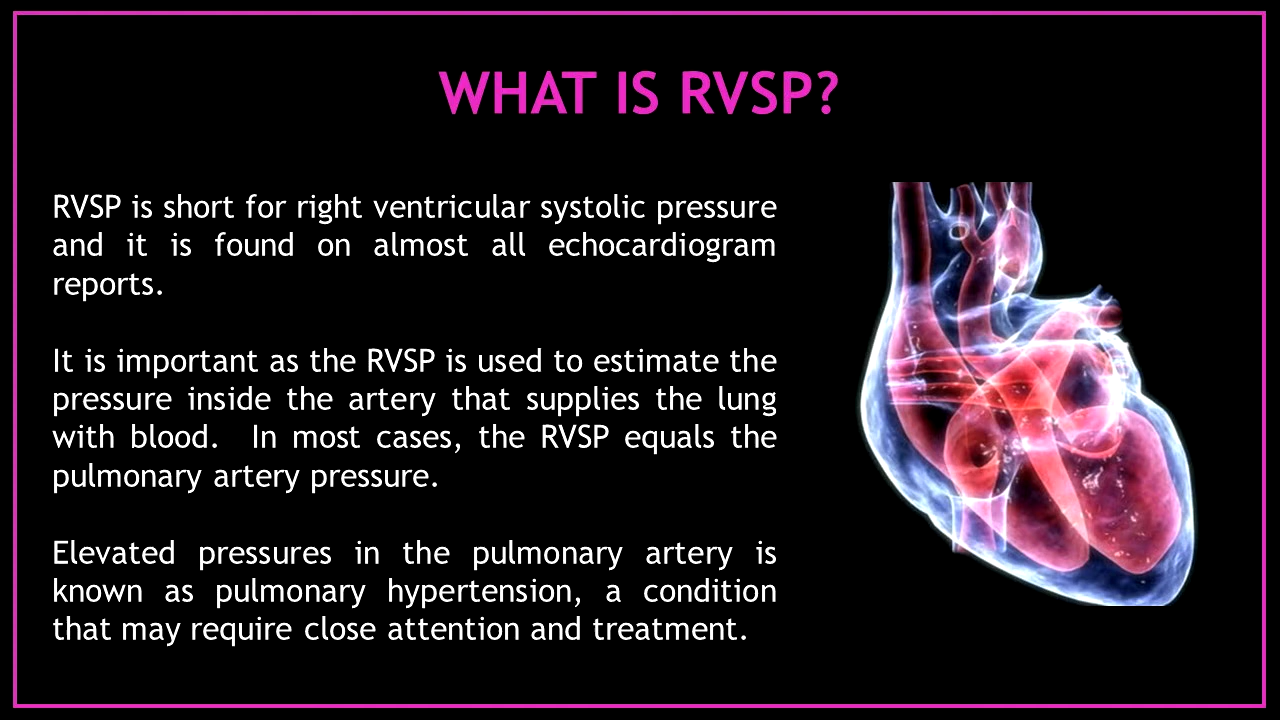 WHAT IS RVSP?
RVSP is short for right ventricular systolic pressure
and it is found on almost all echocardiogram
reports.
It is important as the RVSP is used to estimate the
pressure inside the artery that supplies the lung
with blood.  In most cases, the RVSP equals the
pulmonary artery pressure.
Elevated pressures in the pulmonary artery is
known as pulmonary hypertension, a condition
that may require close attention and treatment.